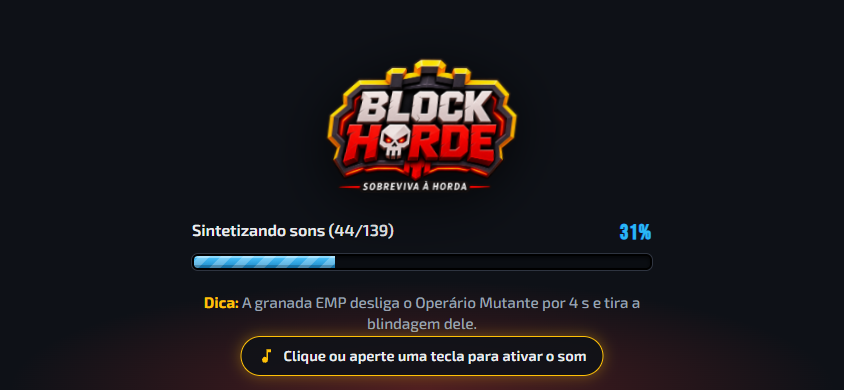 BLOCK
HORDE
SOBREVIVA À HORDA
Sintetizando sons (44/139)
31%
Dica: A granada EMP desliga o Operário Mutante por 4 s e tira a
blindagem dele.
Clique ou aperte uma tecla para ativar o som